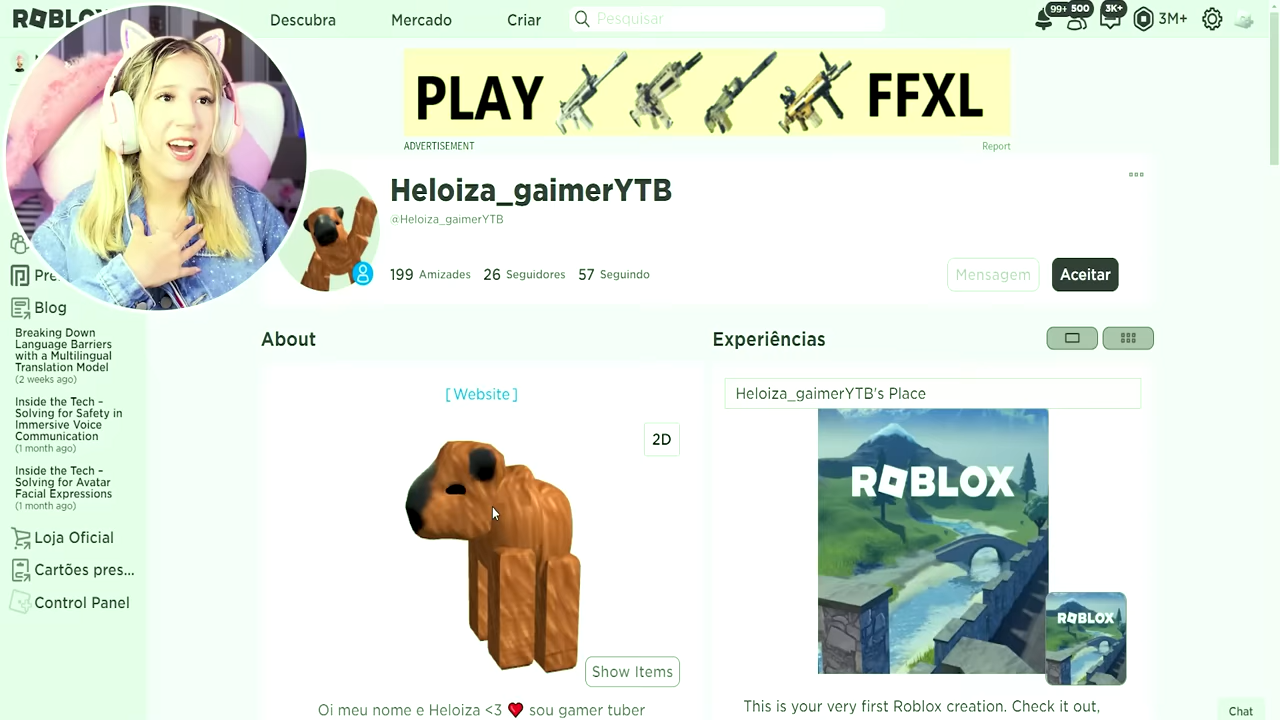 ROBLOX
Descubra
Mercado
Criar
Pesquisar
99+
500
3K+
3M+
PLAY FFXL
ADVERTISEMENT
Report
Heloiza_gaimerYTB
@Heloiza_gaimerYTB
199 Amizades 26 Seguidores 57 Seguindo
Mensagem
Aceitar
Blog
Breaking Down
Language Barriers
with a Multilingual
Translation Model
(2 weeks ago)
Inside the Tech –
Solving for Safety in
Immersive Voice
Communication
(1 month ago)
Inside the Tech –
Solving for Avatar
Facial Expressions
(1 month ago)
Loja Oficial
Cartões pres...
Control Panel
About
[ Website ]
2D
Show Items
Oi meu nome e Heloiza <3 ❤ sou gamer tuber
Experiências
Heloiza_gaimerYTB's Place
ROBLOX
ROBLOX
This is your very first Roblox creation. Check it out,
Chat